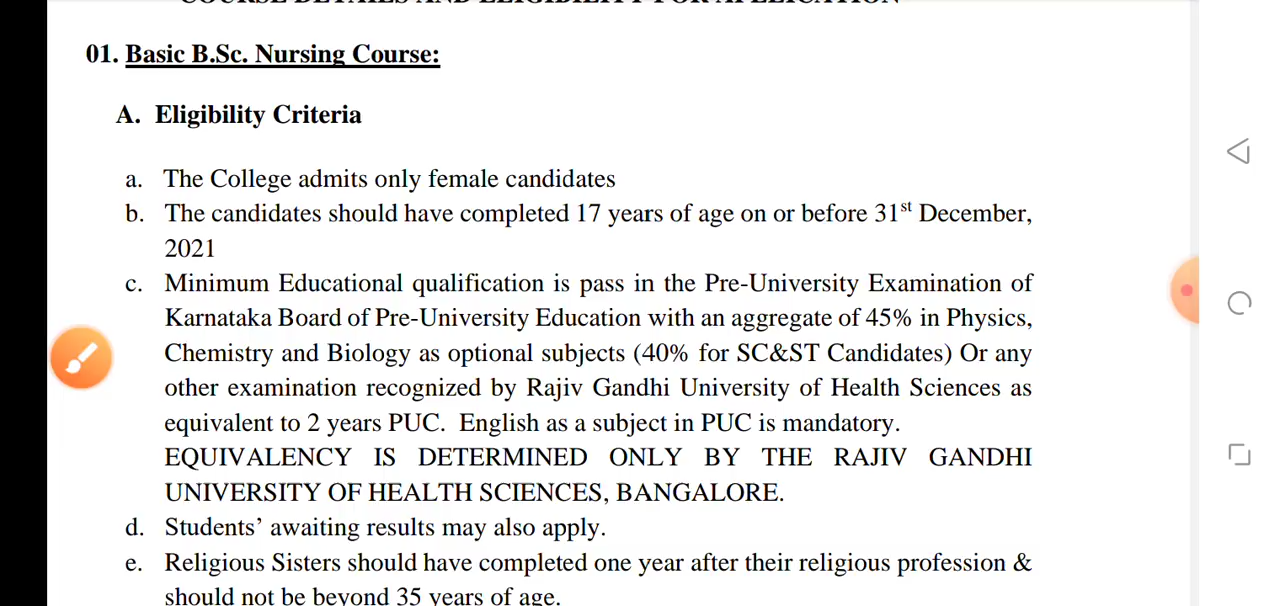 COURSE DETAILS AND ELIGIBILITY FOR APPLICATION
01. Basic B.Sc. Nursing Course:
A. Eligibility Criteria
a. The College admits only female candidates
b. The candidates should have completed 17 years of age on or before 31st December,
2021
c. Minimum Educational qualification is pass in the Pre-University Examination of
Karnataka Board of Pre-University Education with an aggregate of 45% in Physics,
Chemistry and Biology as optional subjects (40% for SC&ST Candidates) Or any
other examination recognized by Rajiv Gandhi University of Health Sciences as
equivalent to 2 years PUC. English as a subject in PUC is mandatory.
EQUIVALENCY IS DETERMINED ONLY BY THE RAJIV GANDHI
UNIVERSITY OF HEALTH SCIENCES, BANGALORE.
d. Students’ awaiting results may also apply.
e. Religious Sisters should have completed one year after their religious profession &
should not be beyond 35 years of age.